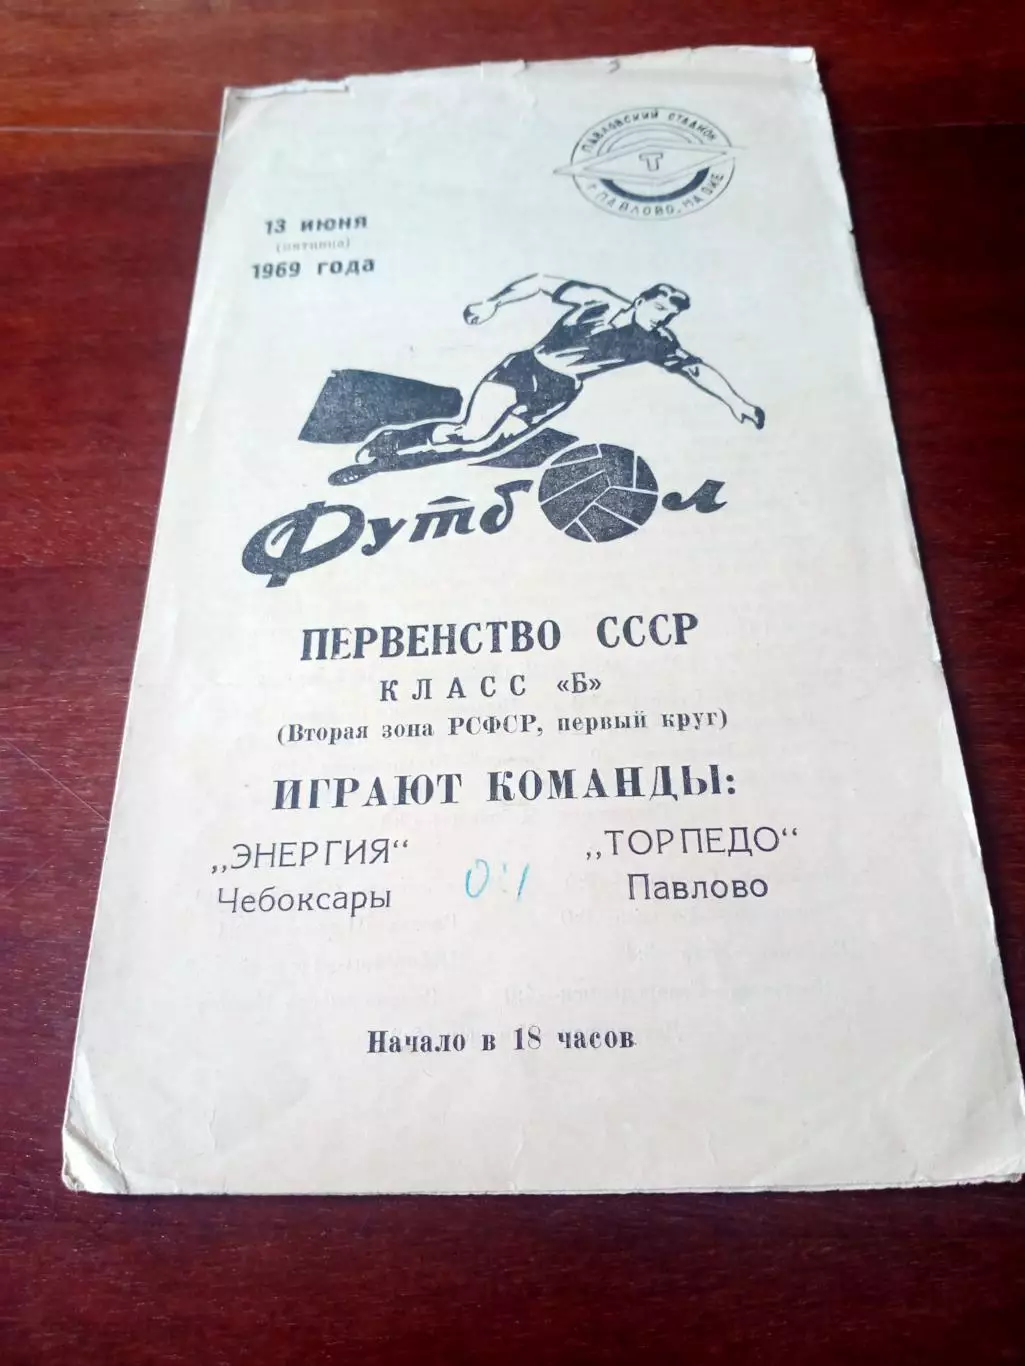 ПАВЛОВСКИЙ СТАДИОН
Т
г. ПАВЛОВО-НА ОКЕ
13 июня
(пятница)
1969 года
Футбол
ПЕРВЕНСТВО СССР
КЛАСС «Б»
(Вторая зона РСФСР, первый круг)
ИГРАЮТ КОМАНДЫ:
„ЭНЕРГИЯ" „ТОРПЕДО"
Чебоксары 0:1 Павлово
Начало в 18 часов